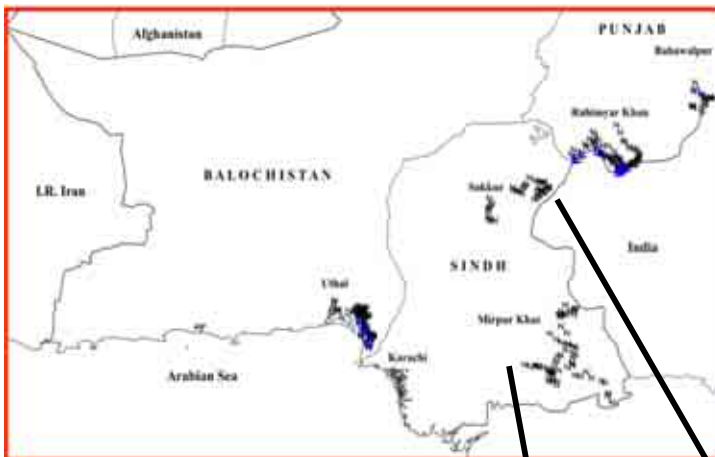 PUNJAB
Afghanistan
Bahawalpur
Rahimyar Khan
BALOCHISTAN
I.R. Iran
Sukkur
India
SINDH
Uthal
Mirpur Khas
Karachi
Arabian Sea